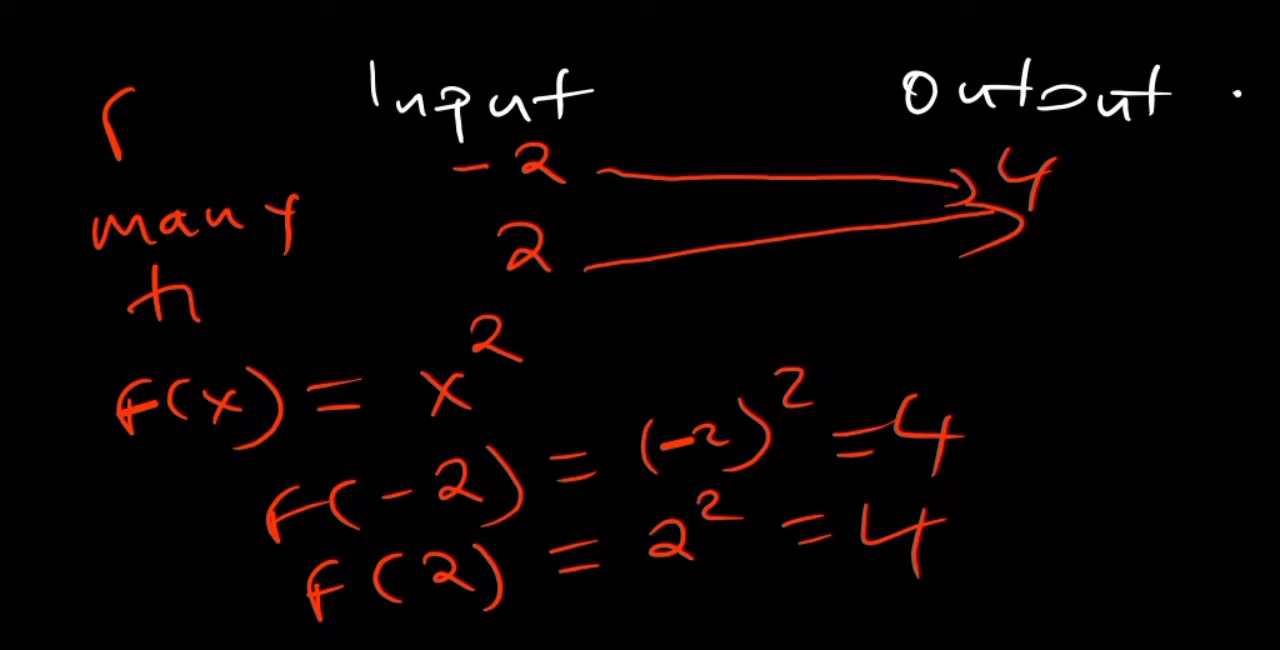 Input Output .
-2 4
many 2
f(x) = x²
f(-2) = (-2)² = 4
f(2) = 2² = 4